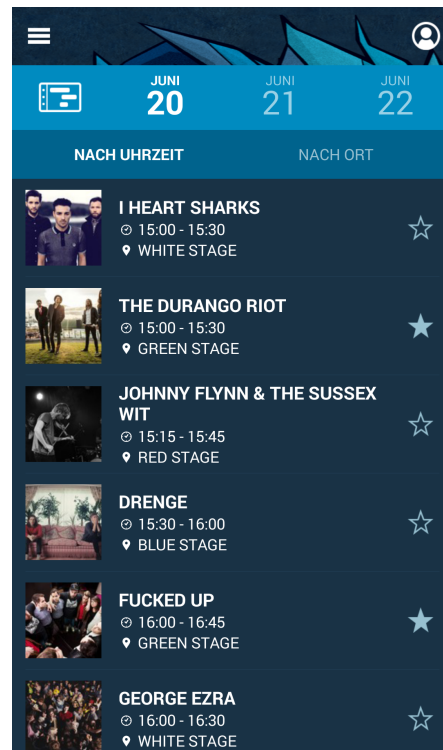 JUNI
20
JUNI
21
JUNI
22
NACH UHRZEIT
NACH ORT
I HEART SHARKS
15:00 - 15:30
WHITE STAGE
THE DURANGO RIOT
15:00 - 15:30
GREEN STAGE
JOHNNY FLYNN & THE SUSSEX
WIT
15:15 - 15:45
RED STAGE
DRENGE
15:30 - 16:00
BLUE STAGE
FUCKED UP
16:00 - 16:45
GREEN STAGE
GEORGE EZRA
16:00 - 16:30
WHITE STAGE